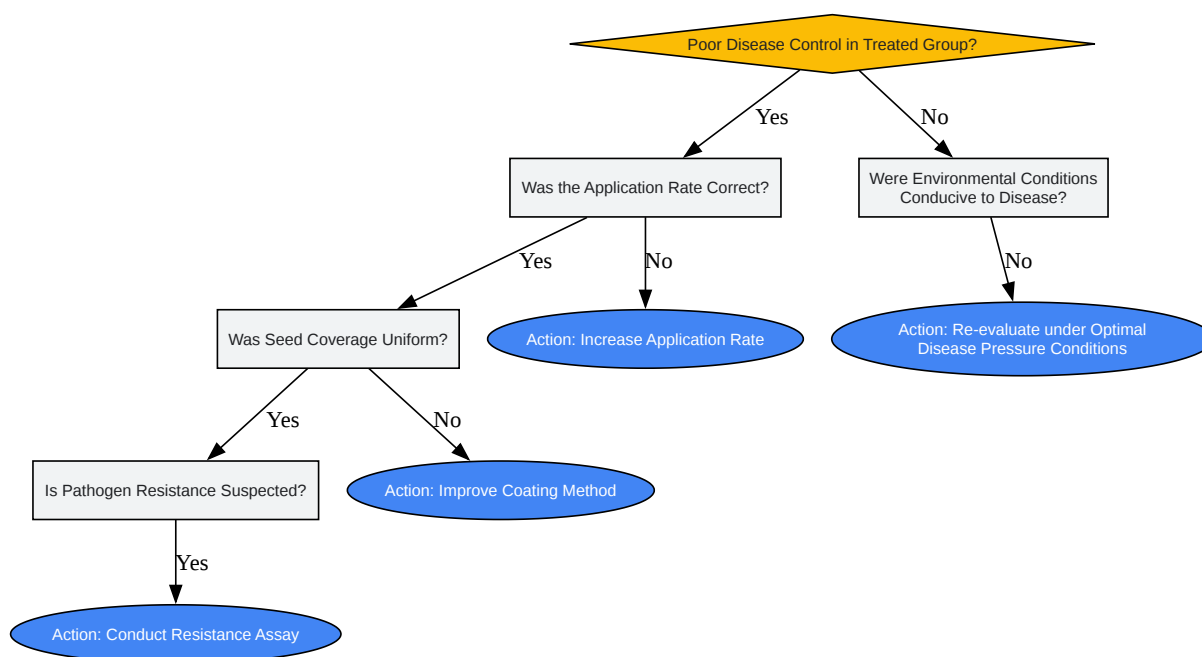 Poor Disease Control in Treated Group?
Yes
No
Was the Application Rate Correct?
Were Environmental Conditions
Conducive to Disease?
Yes
No
No
Was Seed Coverage Uniform?
Action: Increase Application Rate
Action: Re-evaluate under Optimal
Disease Pressure Conditions
Yes
No
Is Pathogen Resistance Suspected?
Action: Improve Coating Method
Yes
Action: Conduct Resistance Assay